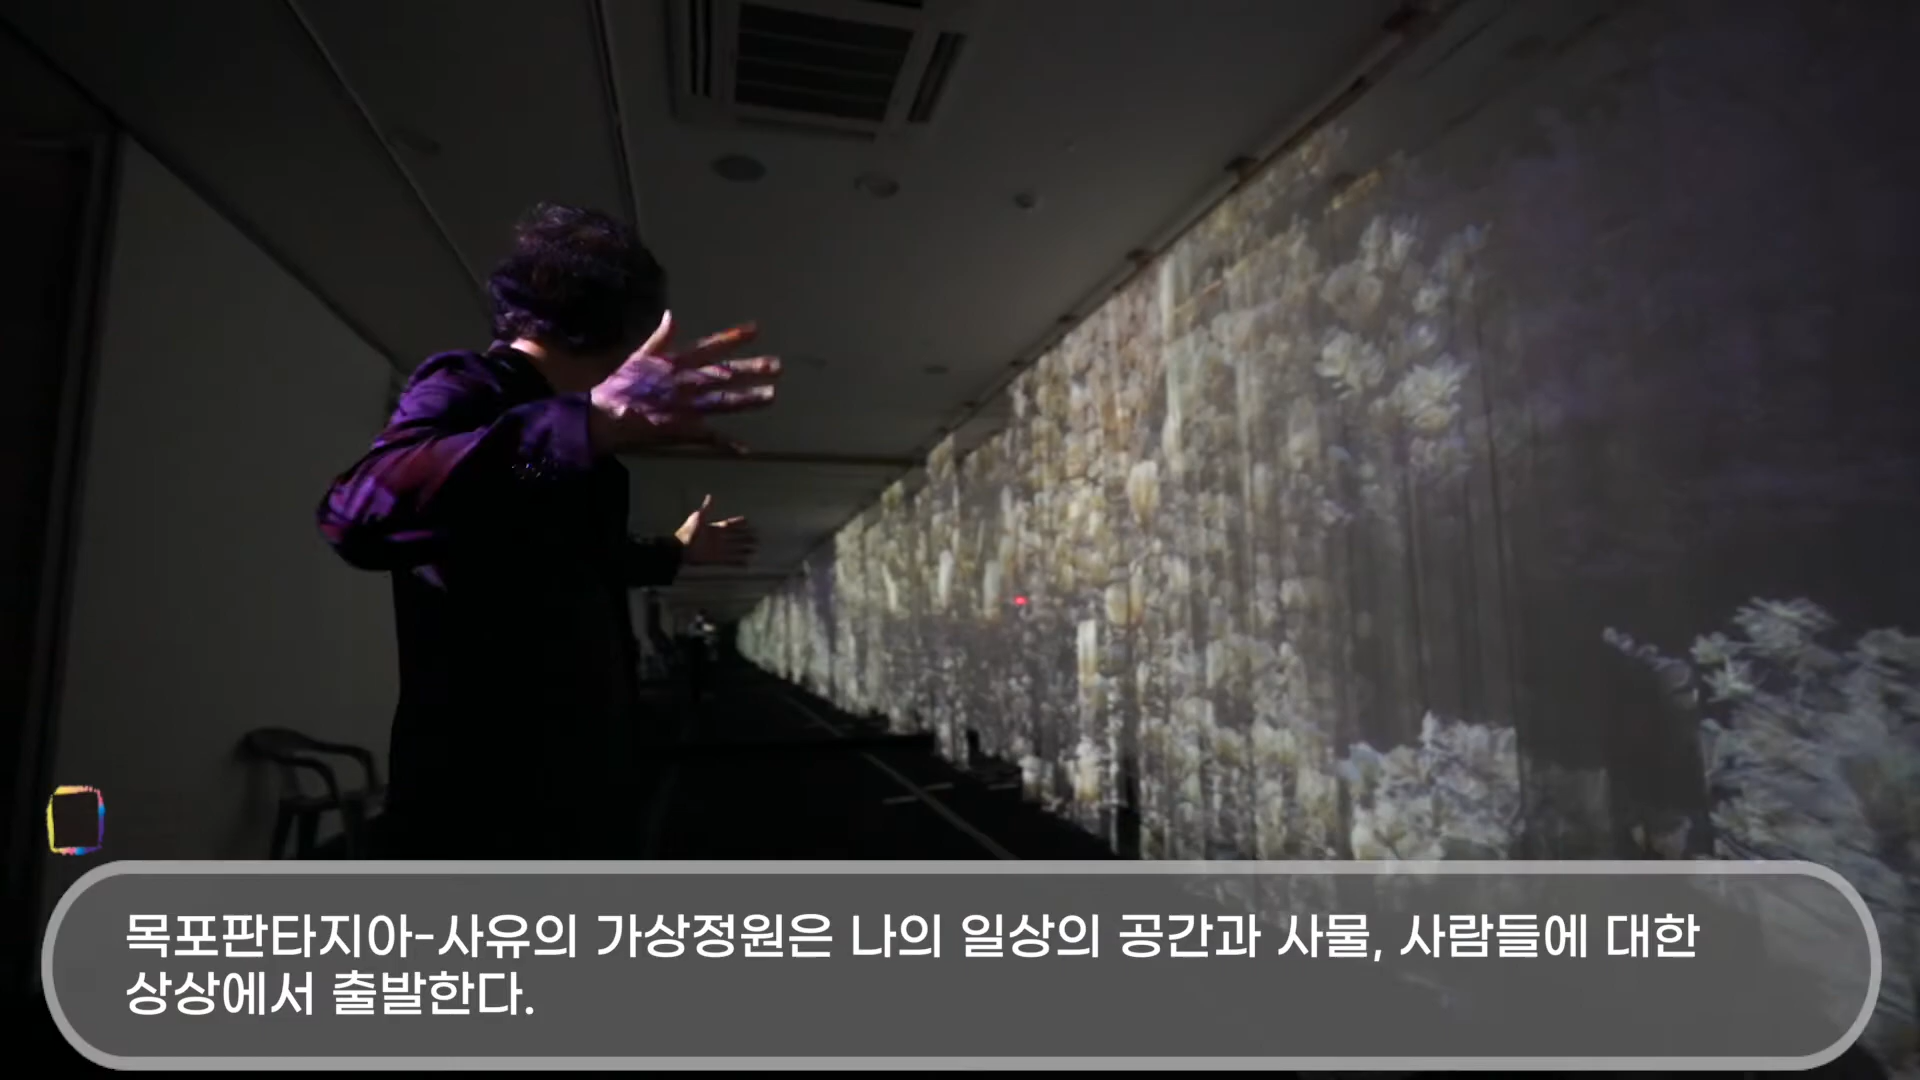 목포판타지아-사유의 가상정원은 나의 일상의 공간과 사물, 사람들에 대한
상상에서 출발한다.